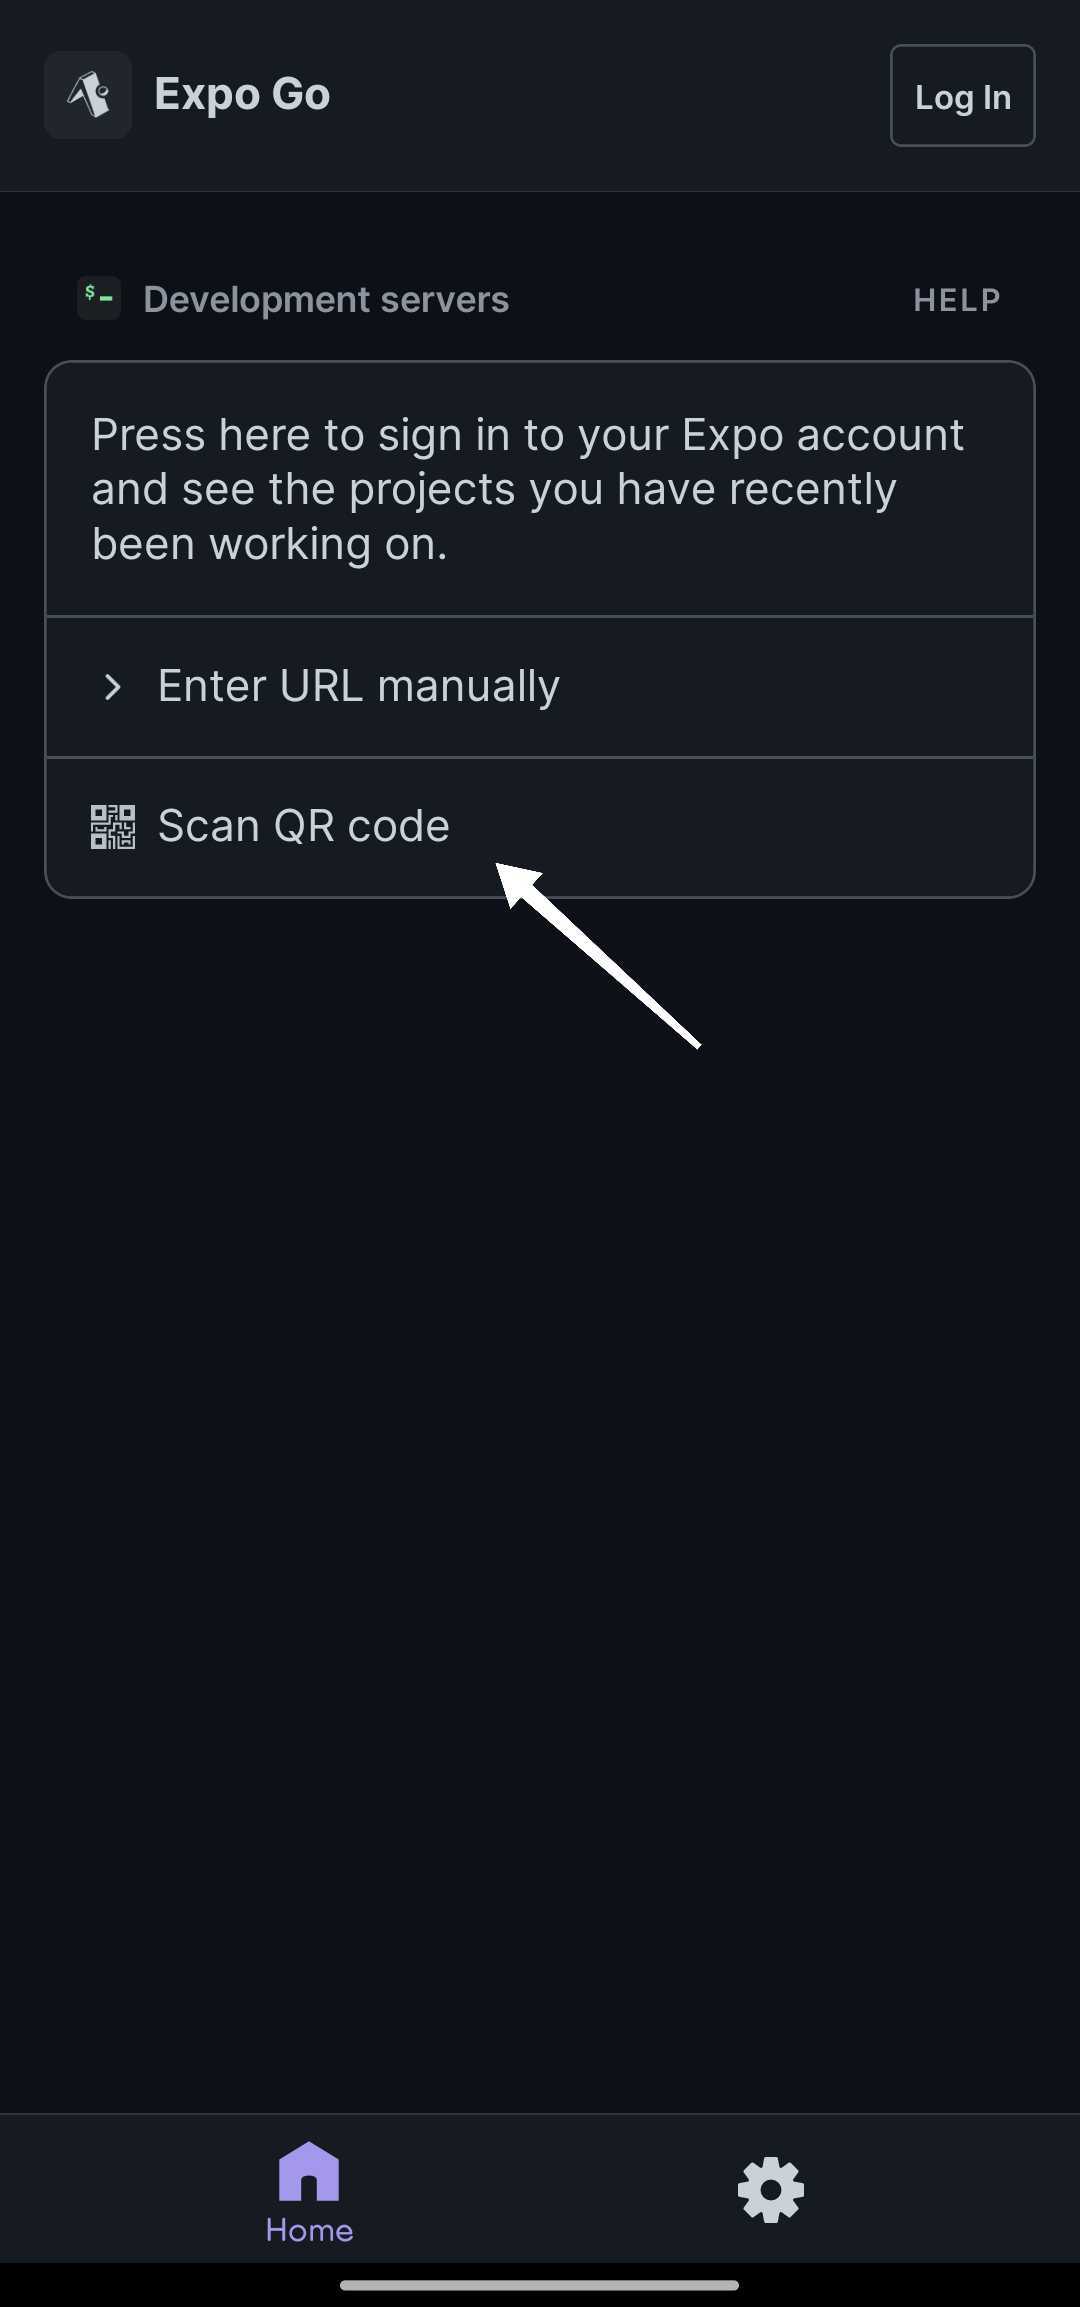 Expo Go
Log In
$
Development servers
HELP
Press here to sign in to your Expo account
and see the projects you have recently
been working on.
Enter URL manually
Scan QR code
Home